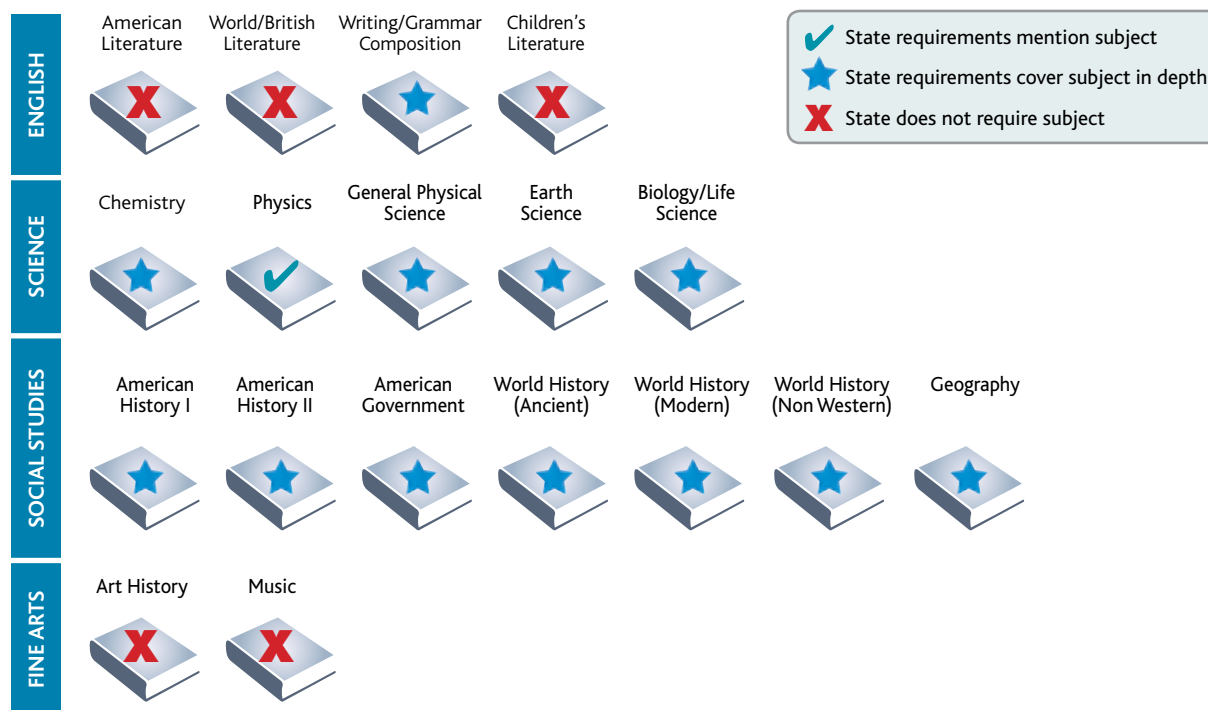 ENGLISH
American
Literature
World/British
Literature
Writing/Grammar
Composition
Children's
Literature
State requirements mention subject
State requirements cover subject in depth
State does not require subject
SCIENCE
Chemistry
Physics
General Physical
Science
Earth
Science
Biology/Life
Science
SOCIAL STUDIES
American
History I
American
History II
American
Government
World History
(Ancient)
World History
(Modern)
World History
(Non Western)
Geography
FINE ARTS
Art History
Music